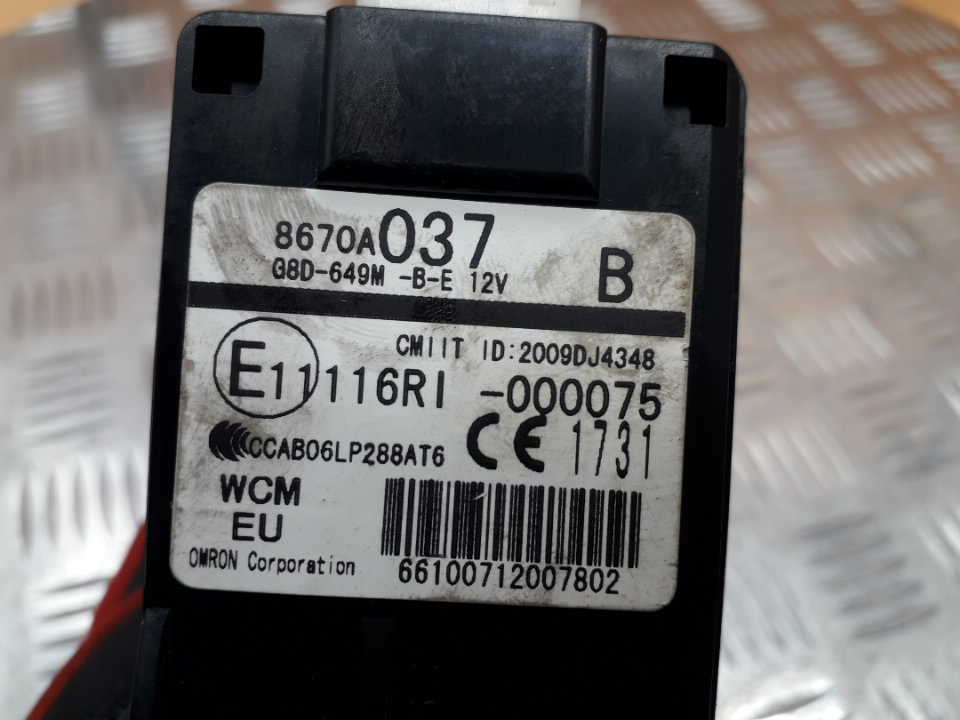 8670A037
G8D-649M -B-E 12V
B
CMIIT ID:2009DJ4348
E11 116RI -000075
CCAB06LP288AT6
CE 1731
WCM
EU
OMRON Corporation
66100712007802